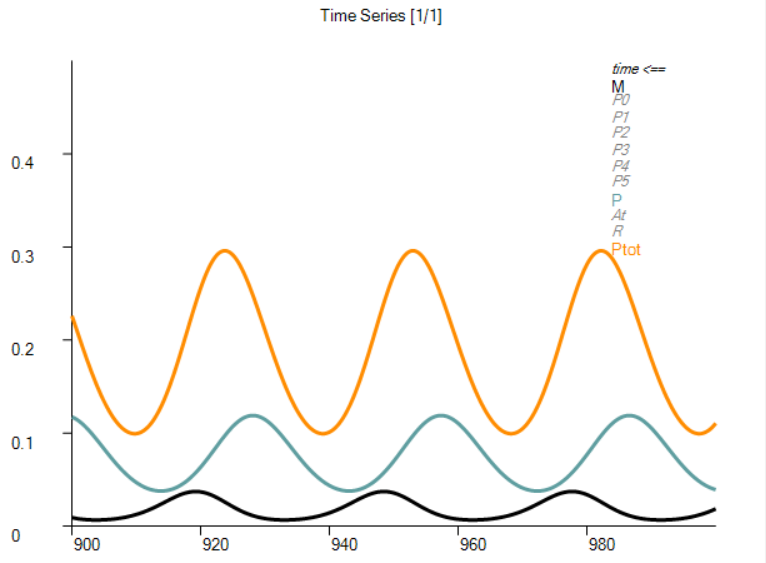 Time Series [1/1]
time <==
M
P0
P1
P2
P3
P4
P5
P
At
R
Ptot
0.4
0.3
0.2
0.1
0
900 920 940 960 980